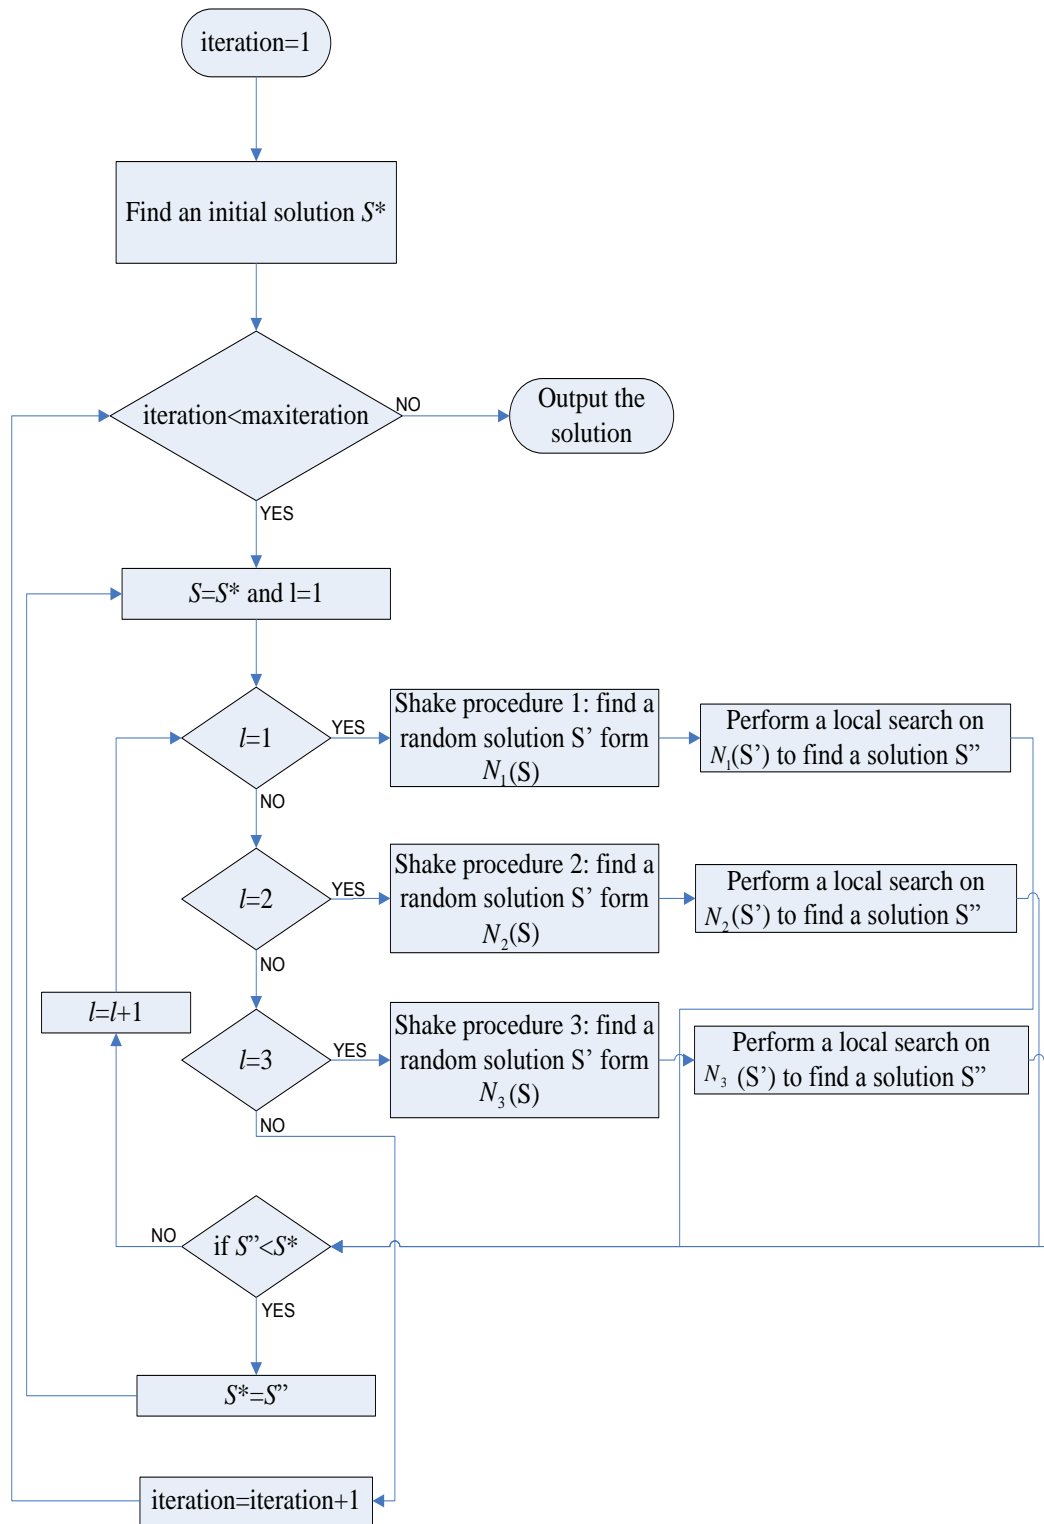 iteration=1
Find an initial solution S*
iteration<maxiteration
NO
Output the
solution
YES
S=S* and l=1
l=1
YES
Shake procedure 1: find a
random solution S’ form
N1(S)
Perform a local search on
N1(S’) to find a solution S”
NO
l=2
YES
Shake procedure 2: find a
random solution S’ form
N2(S)
Perform a local search on
N2(S’) to find a solution S”
NO
l=l+1
l=3
YES
Shake procedure 3: find a
random solution S’ form
N3(S)
Perform a local search on
N3 (S’) to find a solution S”
NO
NO
if S”<S*
YES
S*=S”
iteration=iteration+1